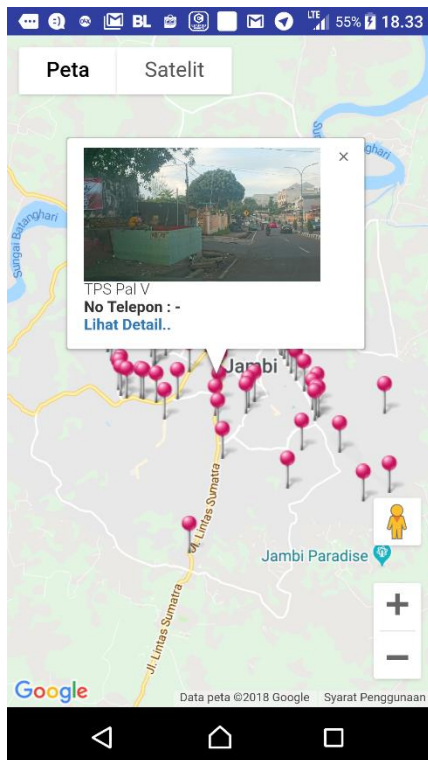 BL LTE 55% 18.33
Peta Satelit
Sungai Batanghari
×
TPS Pal V
No Telepon : -
Lihat Detail..
Jambi
Jl. Lintas Sumatra
Jambi Paradise
Jl. Lintas Sumatra
+
−
Google Data peta ©2018 Google Syarat Penggunaan